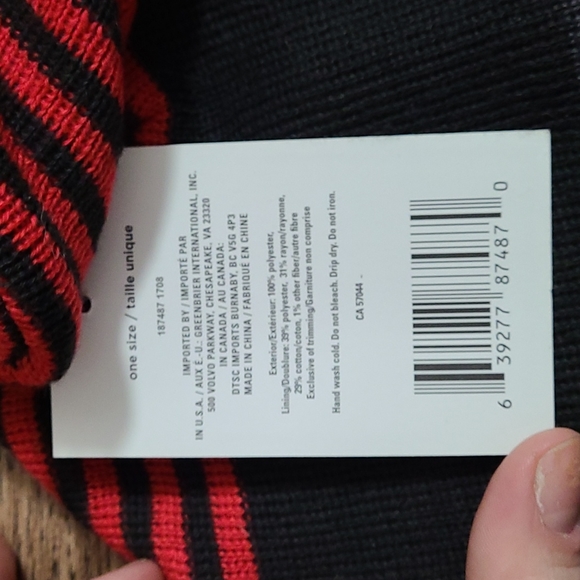 one size / taille unique
187487 1708
IMPORTED BY / IMPORTÉ PAR
IN U.S.A. / AUX É.-U.: GREENBRIER INTERNATIONAL, INC.
500 VOLVO PARKWAY, CHESAPEAKE, VA 23320
IN CANADA / AU CANADA:
DTSC IMPORTS BURNABY, BC V5G 4P3
MADE IN CHINA / FABRIQUÉ EN CHINE
Exterior/Extérieur: 100% polyester,
Lining/Doublure: 39% polyester, 31% rayon/rayonne,
29% cotton/coton, 1% other fiber/autre fibre
Exclusive of trimming/Garniture non comprise
Hand wash cold. Do not bleach. Drip dry. Do not iron.
CA 57044
6 39277 87487 0